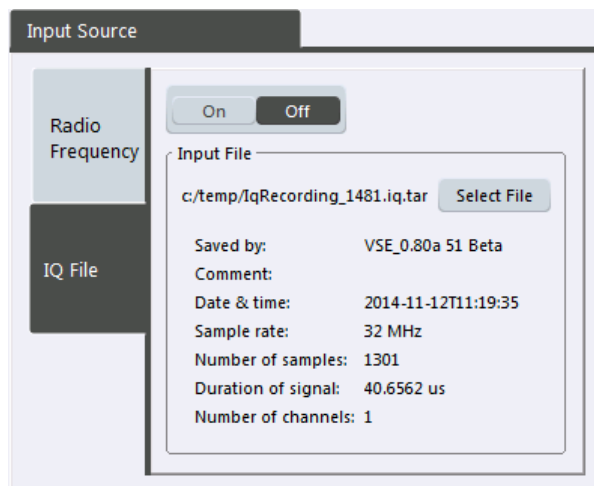 Input Source
Radio
Frequency
IQ File
On Off
Input File
c:/temp/IqRecording_1481.iq.tar Select File
Saved by: VSE_0.80a 51 Beta
Comment:
Date & time: 2014-11-12T11:19:35
Sample rate: 32 MHz
Number of samples: 1301
Duration of signal: 40.6562 us
Number of channels: 1